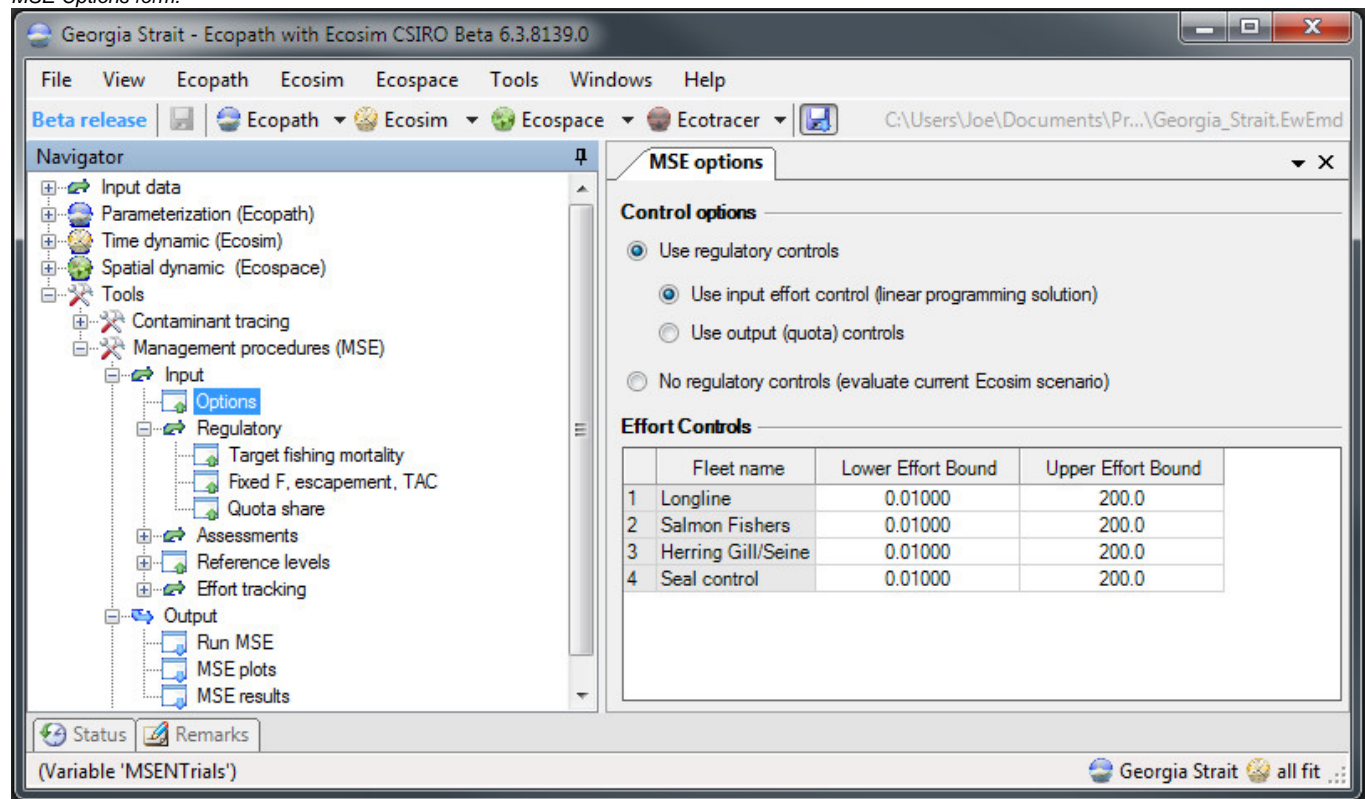 MSE Options form.
Georgia Strait - Ecopath with Ecosim CSIRO Beta 6.3.8139.0
File View Ecopath Ecosim Ecospace Tools Windows Help
Beta release Ecopath Ecosim Ecospace Ecotracer C:\Users\Joe\Documents\Pr...\Georgia_Strait.EwEmd
Navigator
Input data
Parameterization (Ecopath)
Time dynamic (Ecosim)
Spatial dynamic (Ecospace)
Tools
Contaminant tracing
Management procedures (MSE)
Input
Options
Regulatory
Target fishing mortality
Fixed F, escapement, TAC
Quota share
Assessments
Reference levels
Effort tracking
Output
Run MSE
MSE plots
MSE results
MSE options
Control options
Use regulatory controls
Use input effort control (linear programming solution)
Use output (quota) controls
No regulatory controls (evaluate current Ecosim scenario)
Effort Controls
Fleet name Lower Effort Bound Upper Effort Bound
1 Longline 0.01000 200.0
2 Salmon Fishers 0.01000 200.0
3 Herring Gill/Seine 0.01000 200.0
4 Seal control 0.01000 200.0
Status Remarks
(Variable 'MSENTrials') Georgia Strait all fit